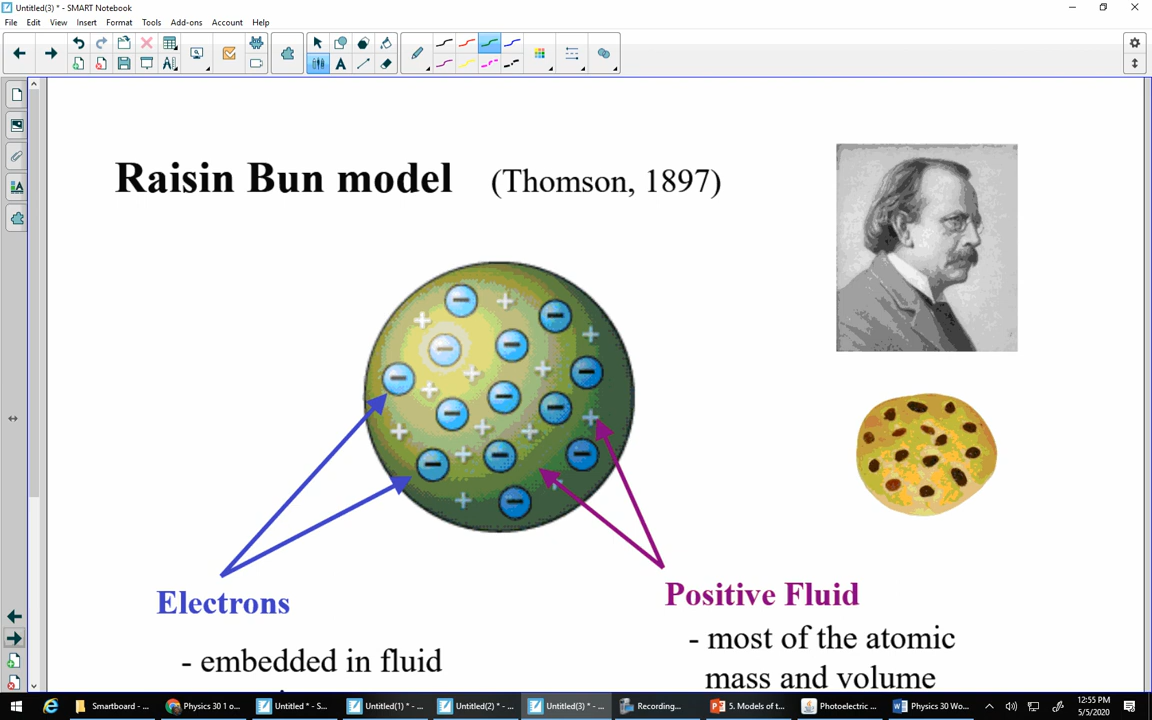 Untitled(3) * - SMART Notebook
File Edit View Insert Format Tools Add-ons Account Help
Raisin Bun model (Thomson, 1897)
Electrons
- embedded in fluid
Positive Fluid
- most of the atomic
mass and volume
Smartboard - ...
Physics 30 1 o...
Untitled * - S...
Untitled(1) * - ...
Untitled(2) * - ...
Untitled(3) * - ...
Recording...
5. Models of t...
Photoelectric ...
Physics 30 Wo...
12:55 PM
5/5/2020